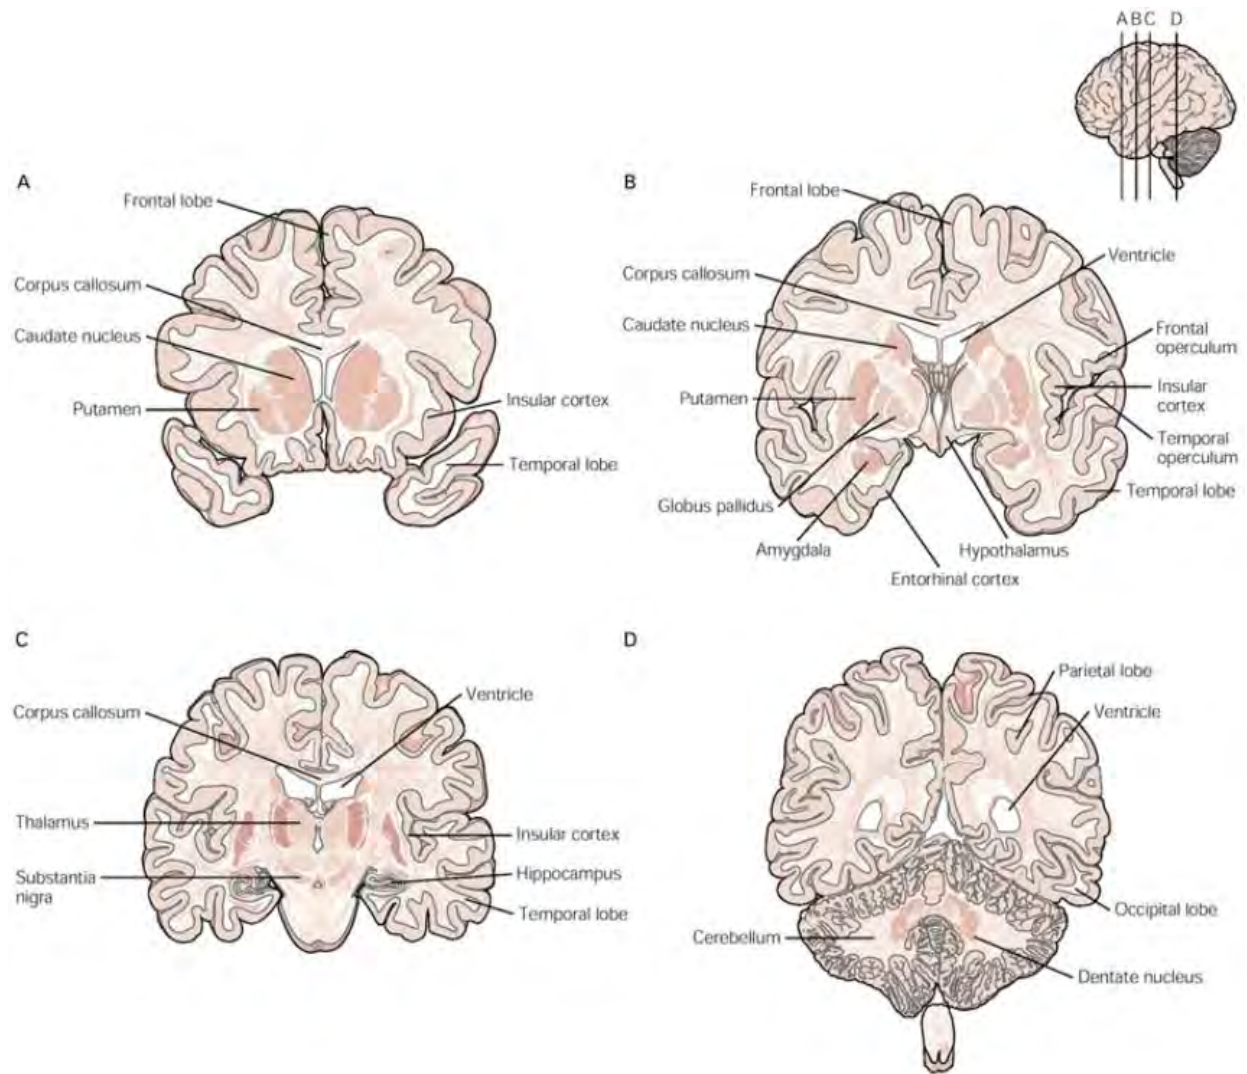 A B C D
A
Frontal lobe
Corpus callosum
Caudate nucleus
Putamen
Insular cortex
Temporal lobe
B
Frontal lobe
Ventricle
Corpus callosum
Caudate nucleus
Frontal
operculum
Putamen
Insular
cortex
Temporal
operculum
Temporal lobe
Globus pallidus
Amygdala
Hypothalamus
Entorhinal cortex
C
Ventricle
Corpus callosum
Thalamus
Insular cortex
Substantia
nigra
Hippocampus
Temporal lobe
D
Parietal lobe
Ventricle
Occipital lobe
Cerebellum
Dentate nucleus